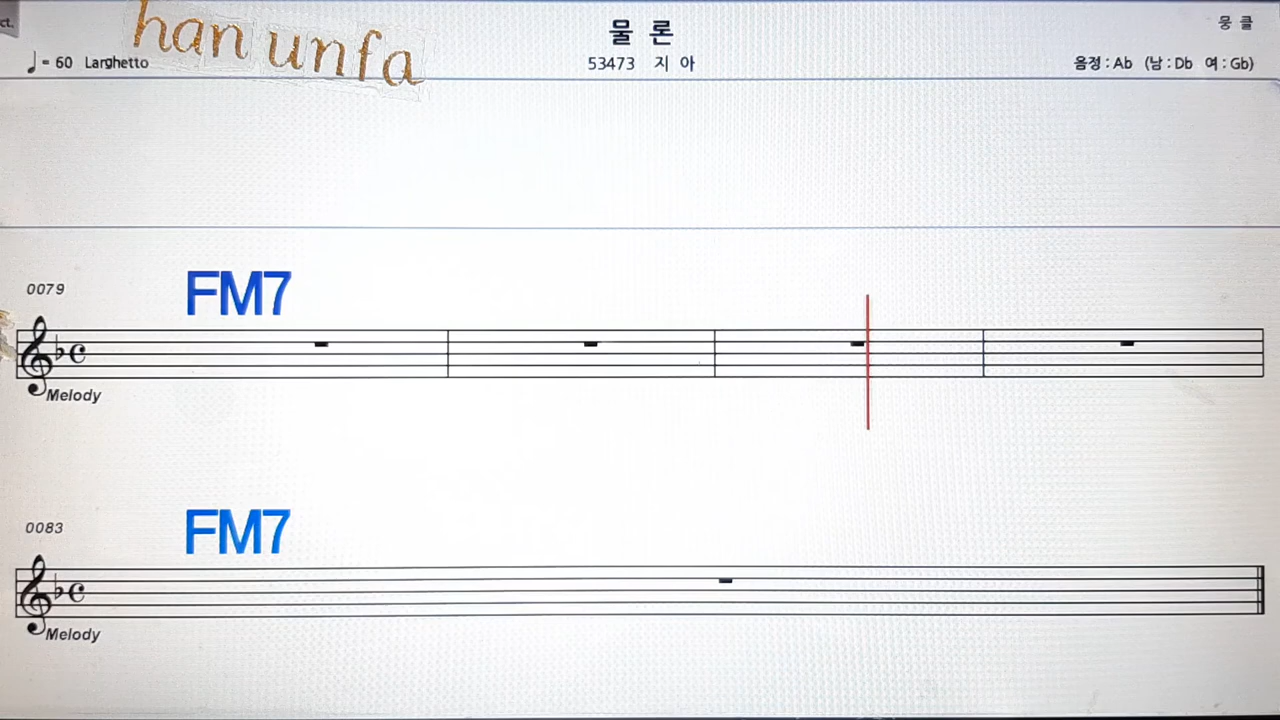 ct.
han unfa
물 론
뭉 클
♩= 60 Larghetto
53473 지 아
음정 : Ab (남 : Db 여 : Gb)
0079
FM7
Melody
0083
FM7
Melody